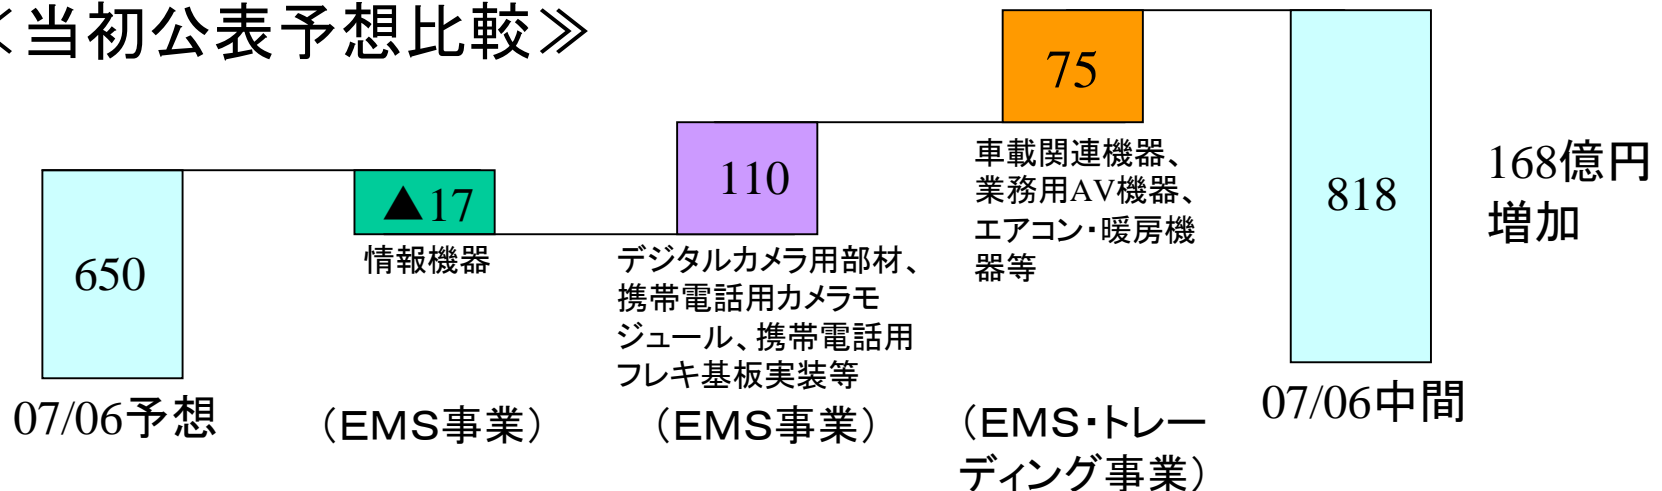 ≪当初公表予想比較≫
75
車載関連機器、
業務用AV機器、
エアコン・暖房機
器等
168億円
増加
110
818
▲17
情報機器
デジタルカメラ用部材、
携帯電話用カメラモ
ジュール、携帯電話用
フレキ基板実装等
650
07/06予想
（EMS事業）
（EMS事業）
（EMS・トレー
ディング事業）
07/06中間